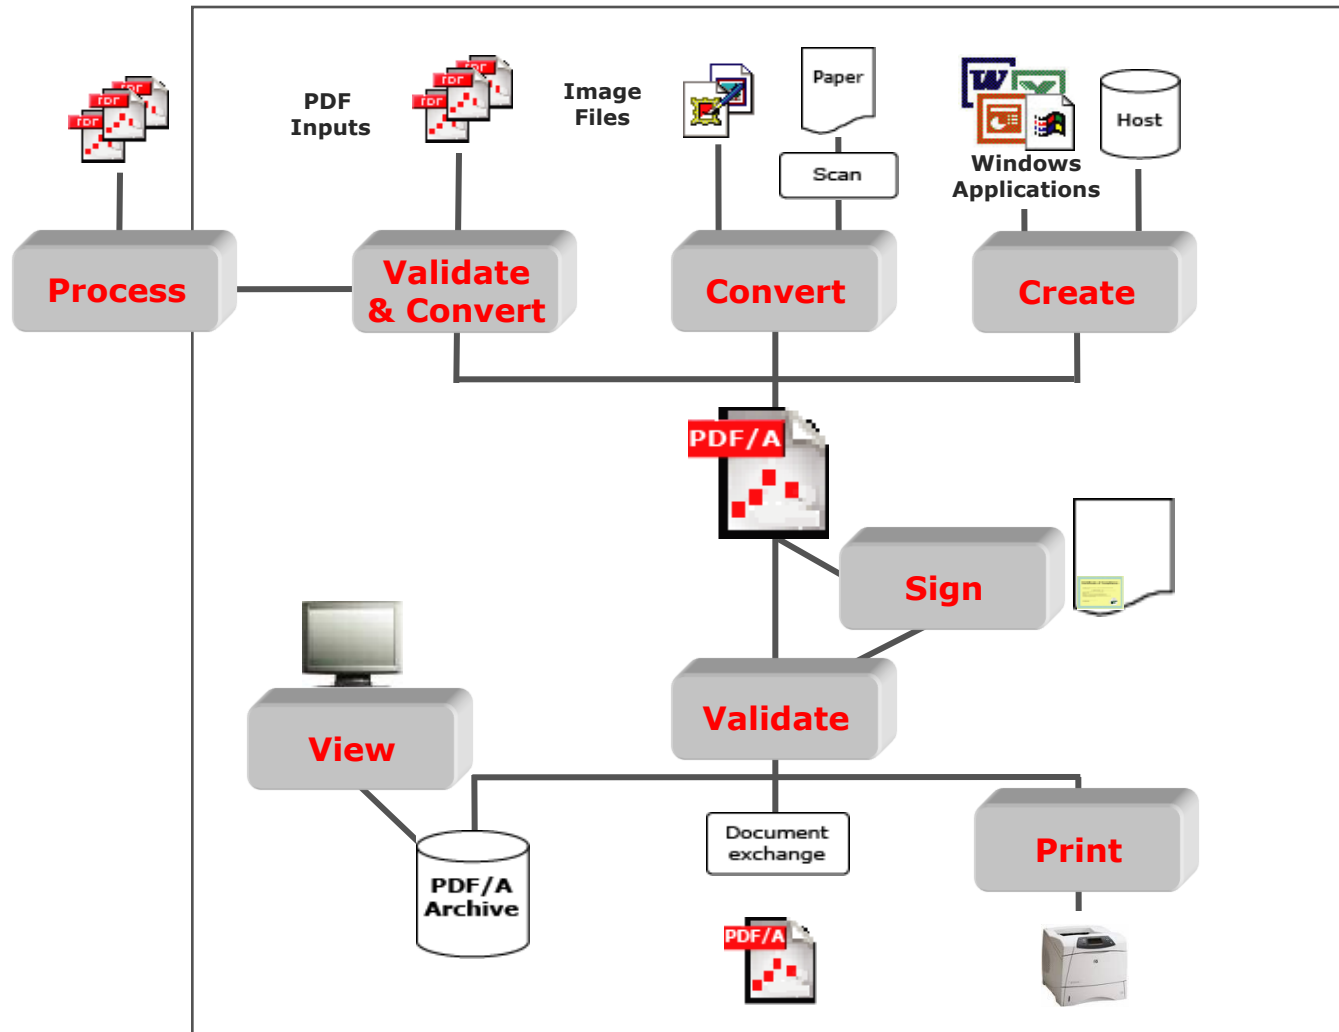 PDF
Inputs
Image
Files
Paper
Scan
Host
Windows
Applications
Process
Validate
& Convert
Convert
Create
PDF/A
Sign
Validate
View
Document
exchange
Print
PDF/A
Archive
PDF/A